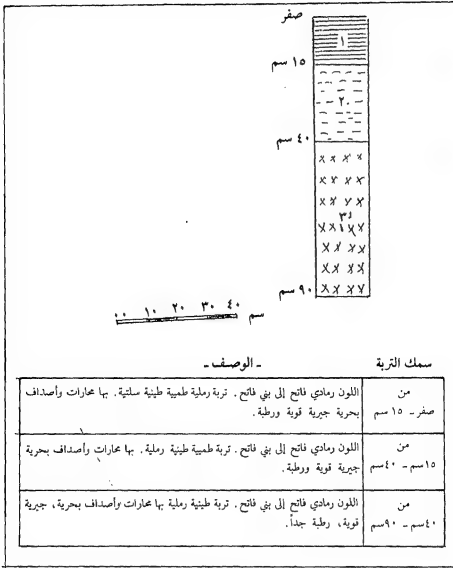 صفر
١
١٥ سم
٢٠
٤٠ سم
٣
٩٠ سم
٠٠ ١٠ ٢٠ ٣٠ ٤٠
سم
سمك التربة - الوصف -
من
صفر - ١٥ سم
اللون رمادي فاتح إلى بني فاتح. تربة رملية طميية طينية سلتية. بها محارات وأصداف
بحرية جيرية قوية ورطبة.
من
١٥سم - ٤٠سم
اللون رمادي فاتح إلى بني فاتح. تربة طميية طينية رملية. بها محارات وأصداف بحرية
جيرية قوية ورطبة.
من
٤٠سم - ٩٠سم
اللون رمادي فاتح إلى بني فاتح. تربة طينية رملية بها محارات وأصداف بحرية، جيرية
قوية، رطبة جداً.